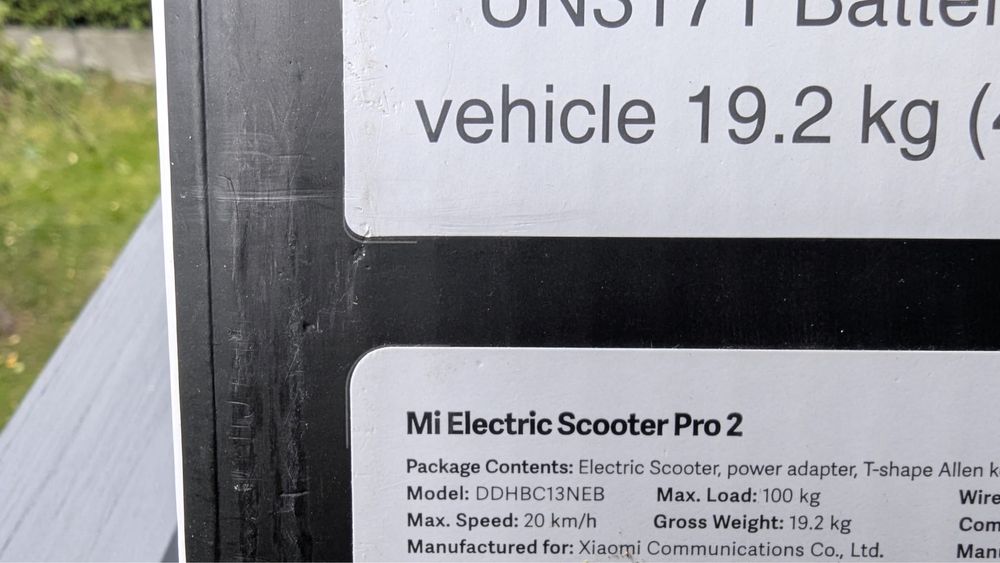 UN3171
vehicle 19.2 kg (
Mi Electric Scooter Pro 2
Package Contents: Electric Scooter, power adapter, T-shape Allen
Model: DDHBC13NEB Max. Load: 100 kg
Max. Speed: 20 km/h Gross Weight: 19.2 kg
Manufactured for: Xiaomi Communications Co., Ltd.